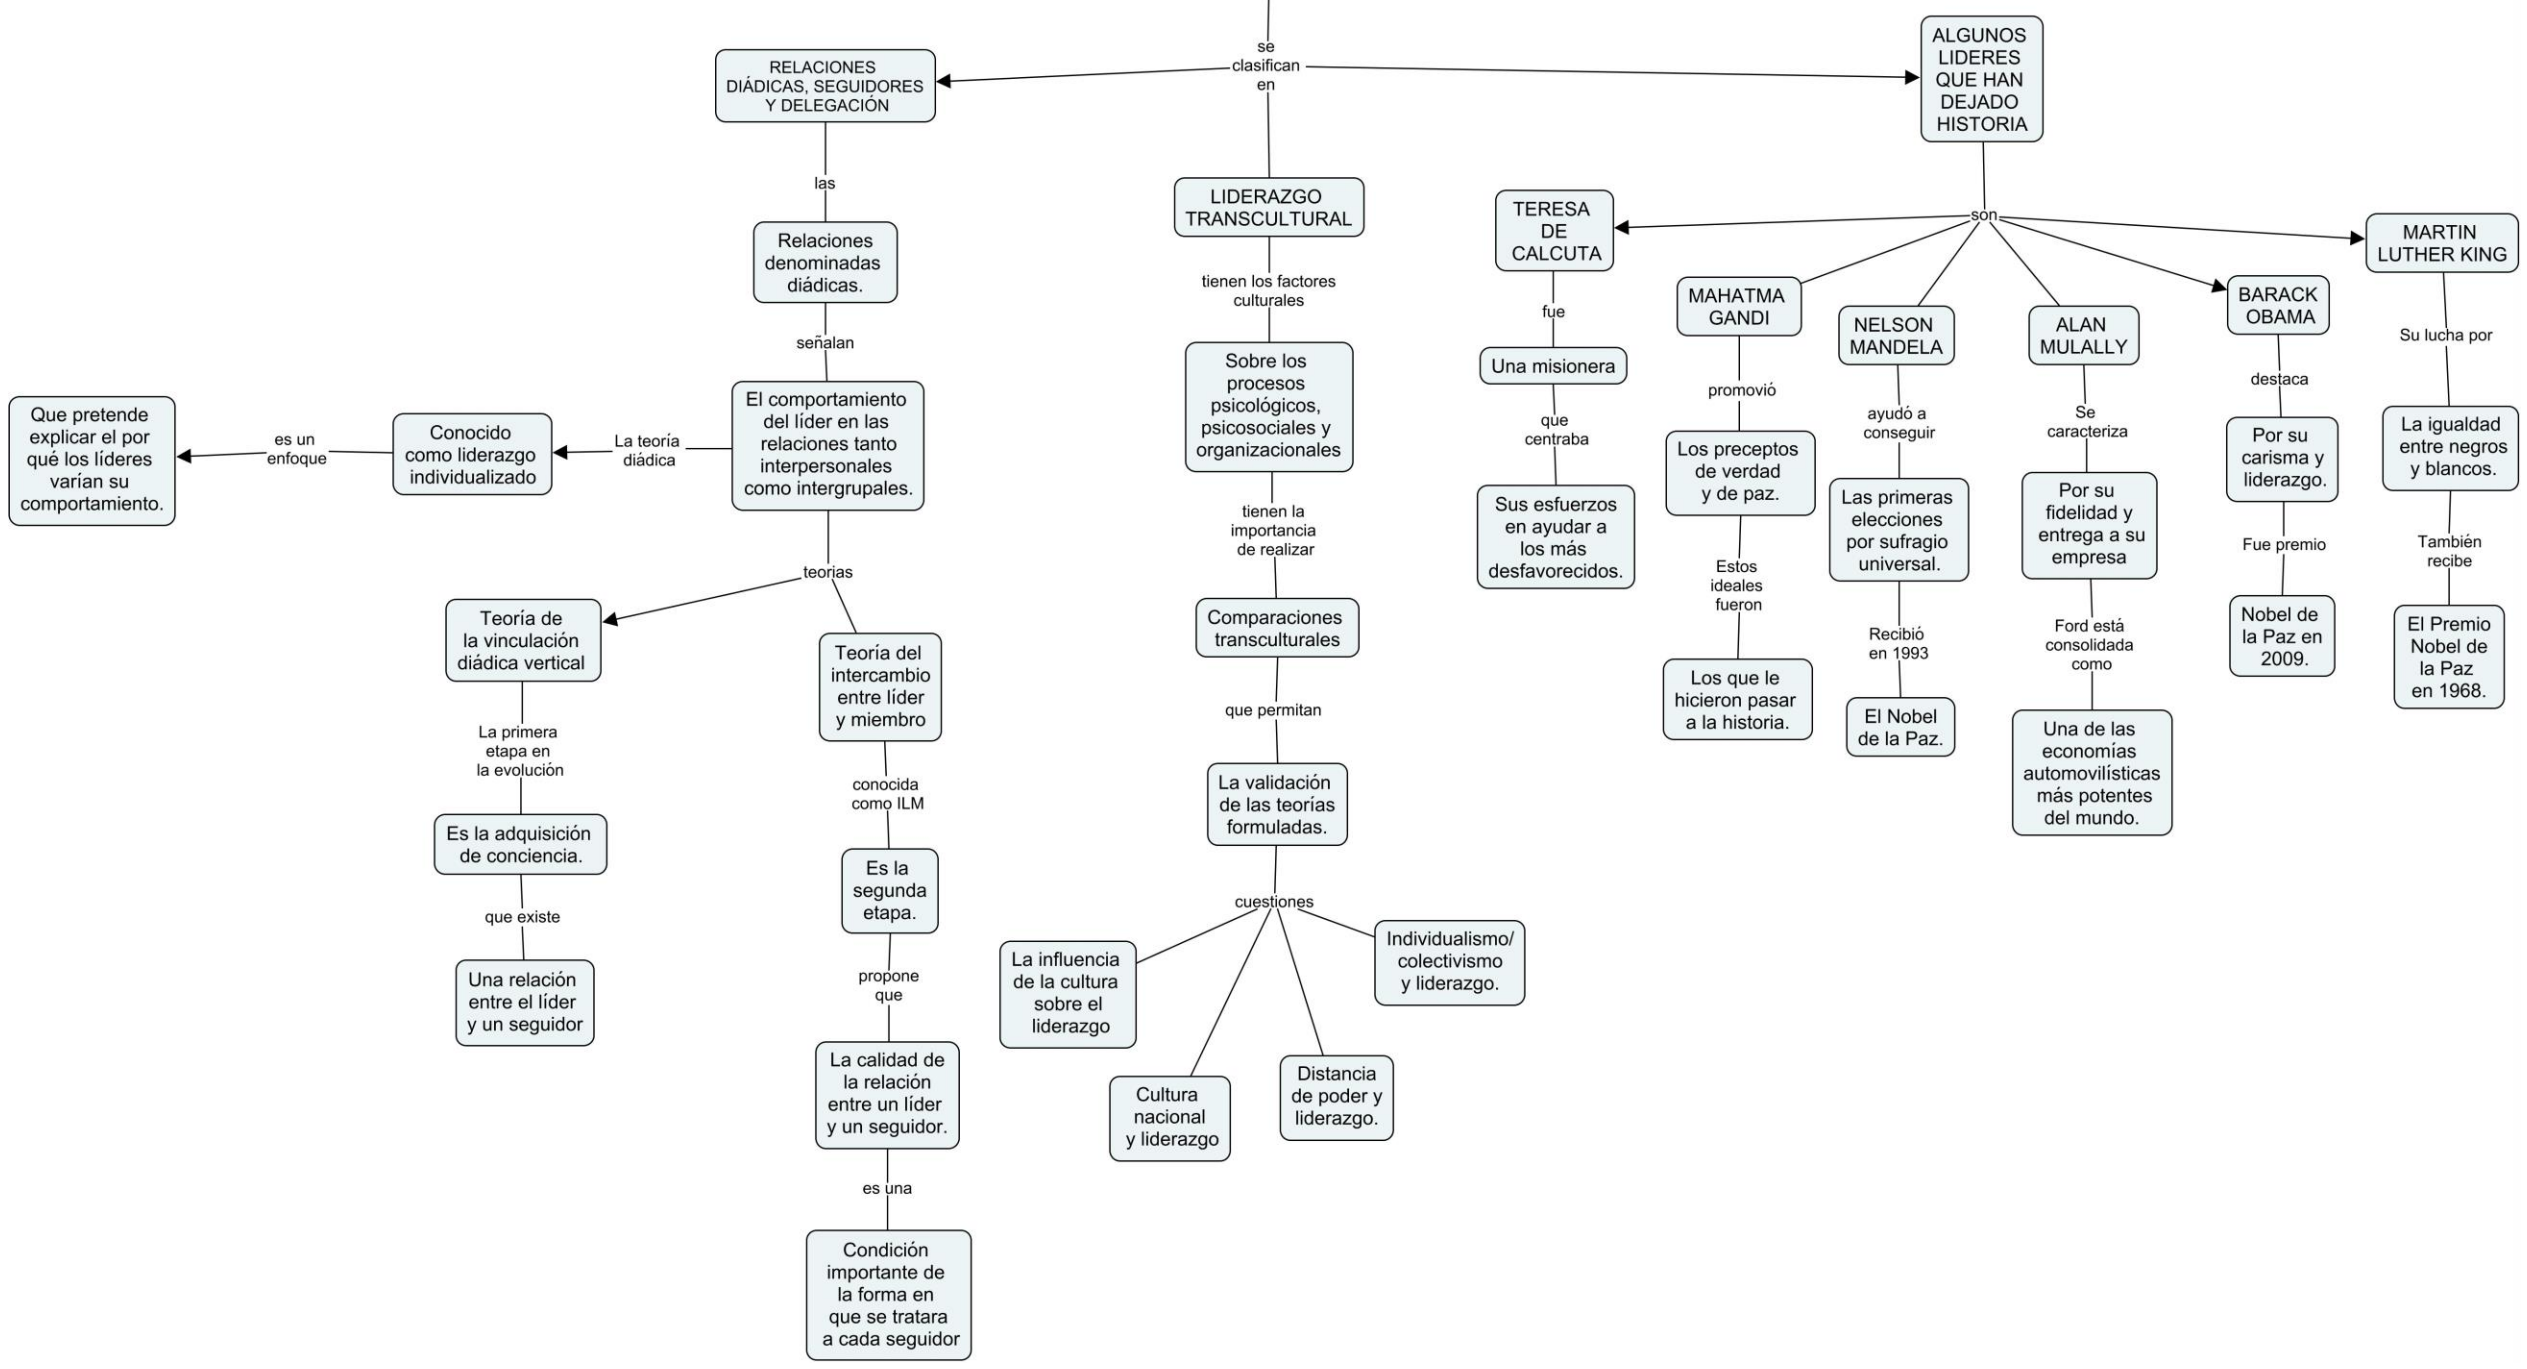 se
clasifican
en
RELACIONES
DIÁDICAS, SEGUIDORES
Y DELEGACIÓN
las
Relaciones
denominadas
diádicas.
señalan
El comportamiento
del líder en las
relaciones tanto
interpersonales
como intergrupales.
La teoría
diádica
Conocido
como liderazgo
individualizado
es un
enfoque
Que pretende
explicar el por
qué los líderes
varían su
comportamiento.
teorias
Teoría de
la vinculación
diádica vertical
La primera
etapa en
la evolución
Es la adquisición
de conciencia.
que existe
Una relación
entre el líder
y un seguidor
Teoría del
intercambio
entre líder
y miembro
conocida
como ILM
Es la
segunda
etapa.
propone
que
La calidad de
la relación
entre un líder
y un seguidor.
es una
Condición
importante de
la forma en
que se tratara
a cada seguidor
LIDERAZGO
TRANSCULTURAL
tienen los factores
culturales
Sobre los
procesos
psicológicos,
psicosociales y
organizacionales
tienen la
importancia
de realizar
Comparaciones
transculturales
que permitan
La validación
de las teorías
formuladas.
cuestiones
La influencia
de la cultura
sobre el
liderazgo
Cultura
nacional
y liderazgo
Distancia
de poder y
liderazgo.
Individualismo/
colectivismo
y liderazgo.
ALGUNOS
LIDERES
QUE HAN
DEJADO
HISTORIA
son
TERESA
DE
CALCUTA
fue
Una misionera
que
centraba
Sus esfuerzos
en ayudar a
los más
desfavorecidos.
MAHATMA
GANDI
promovió
Los preceptos
de verdad
y de paz.
Estos
ideales
fueron
Los que le
hicieron pasar
a la historia.
NELSON
MANDELA
ayudó a
conseguir
Las primeras
elecciones
por sufragio
universal.
Recibió
en 1993
El Nobel
de la Paz.
ALAN
MULALLY
Se
caracteriza
Por su
fidelidad y
entrega a su
empresa
Ford está
consolidada
como
Una de las
economías
automovilísticas
más potentes
del mundo.
BARACK
OBAMA
destaca
Por su
carisma y
liderazgo.
Fue premio
Nobel de
la Paz en
2009.
MARTIN
LUTHER KING
Su lucha por
La igualdad
entre negros
y blancos.
También
recibe
El Premio
Nobel de
la Paz
en 1968.